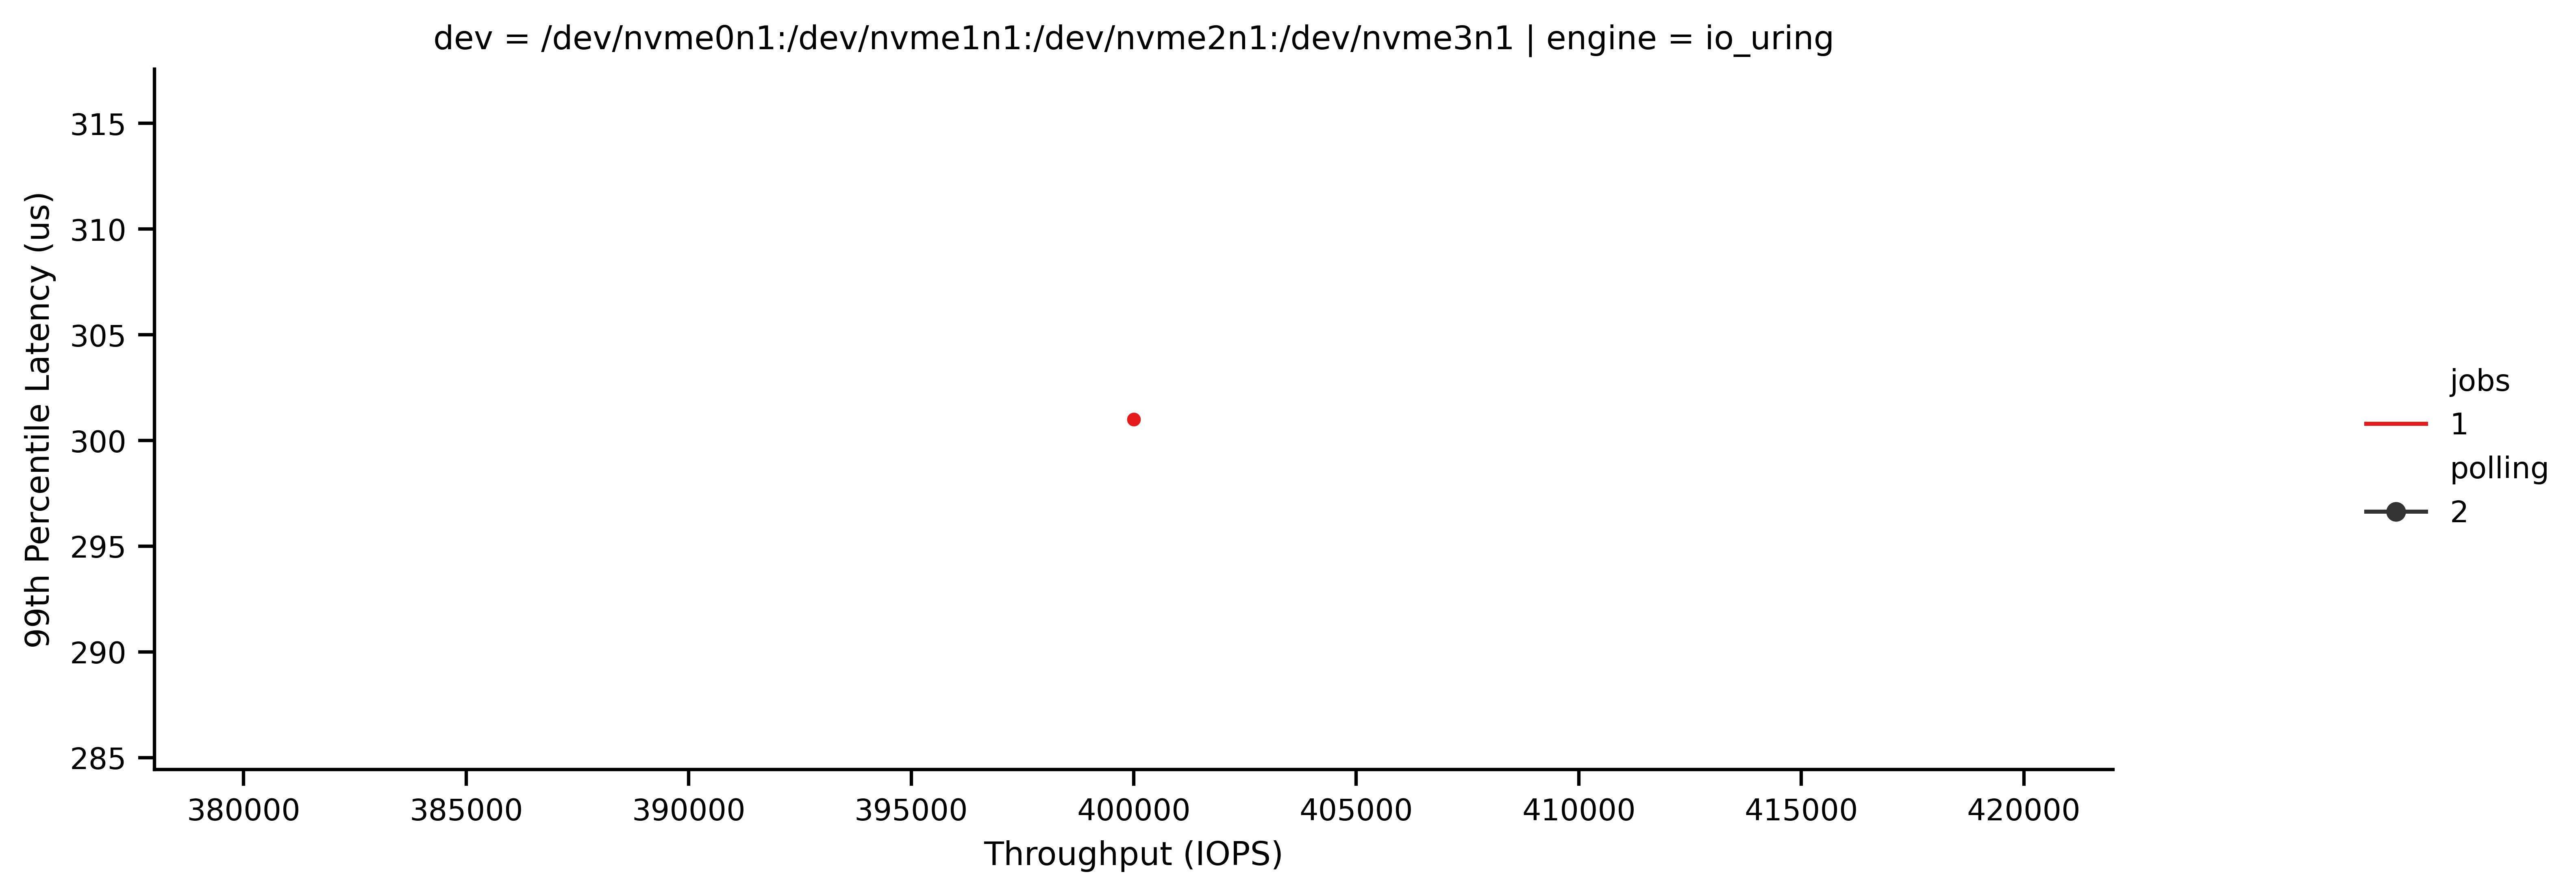 dev = /dev/nvme0n1:/dev/nvme1n1:/dev/nvme2n1:/dev/nvme3n1 | engine = io_uring
99th Percentile Latency (us)
315
310
305
300
295
290
285
380000 385000 390000 395000 400000 405000 410000 415000 420000
Throughput (IOPS)
jobs
1
polling
2